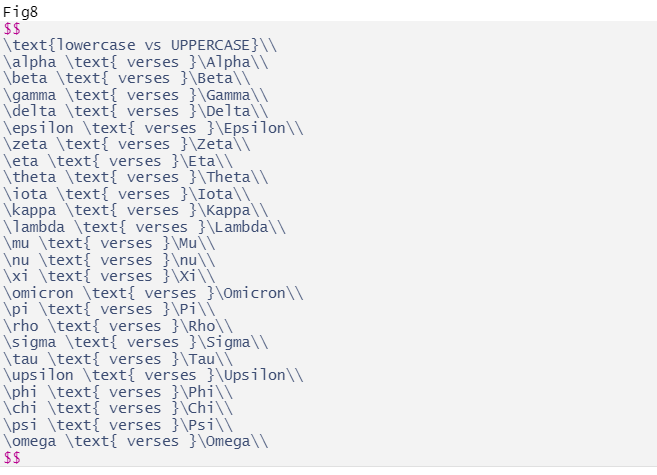 Fig8
$$
\text{lowercase vs UPPERCASE}\\
\alpha \text{ verses }\Alpha\\
\beta \text{ verses }\Beta\\
\gamma \text{ verses }\Gamma\\
\delta \text{ verses }\Delta\\
\epsilon \text{ verses }\Epsilon\\
\zeta \text{ verses }\Zeta\\
\eta \text{ verses }\Eta\\
\theta \text{ verses }\Theta\\
\iota \text{ verses }\Iota\\
\kappa \text{ verses }\Kappa\\
\lambda \text{ verses }\Lambda\\
\mu \text{ verses }\Mu\\
\nu \text{ verses }\nu\\
\xi \text{ verses }\Xi\\
\omicron \text{ verses }\Omicron\\
\pi \text{ verses }\Pi\\
\rho \text{ verses }\Rho\\
\sigma \text{ verses }\Sigma\\
\tau \text{ verses }\Tau\\
\upsilon \text{ verses }\Upsilon\\
\phi \text{ verses }\Phi\\
\chi \text{ verses }\Chi\\
\psi \text{ verses }\Psi\\
\omega \text{ verses }\Omega\\
$$